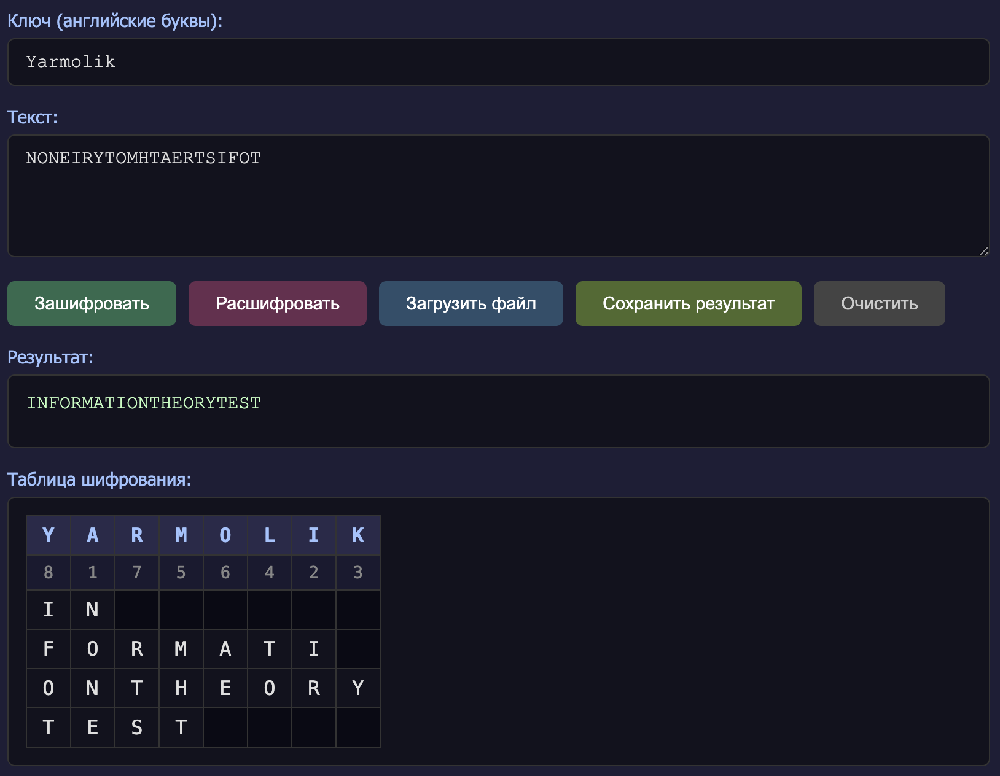 Ключ (английские буквы):
Yarmolik
Текст:
NONEIRYTOMHTAERTSIFOT
Зашифровать Расшифровать Загрузить файл Сохранить результат Очистить
Результат:
INFORMATIONTHEORYTEST
Таблица шифрования:
Y A R M O L I K
8 1 7 5 6 4 2 3
I N
F O R M A T I
O N T H E O R Y
T E S T